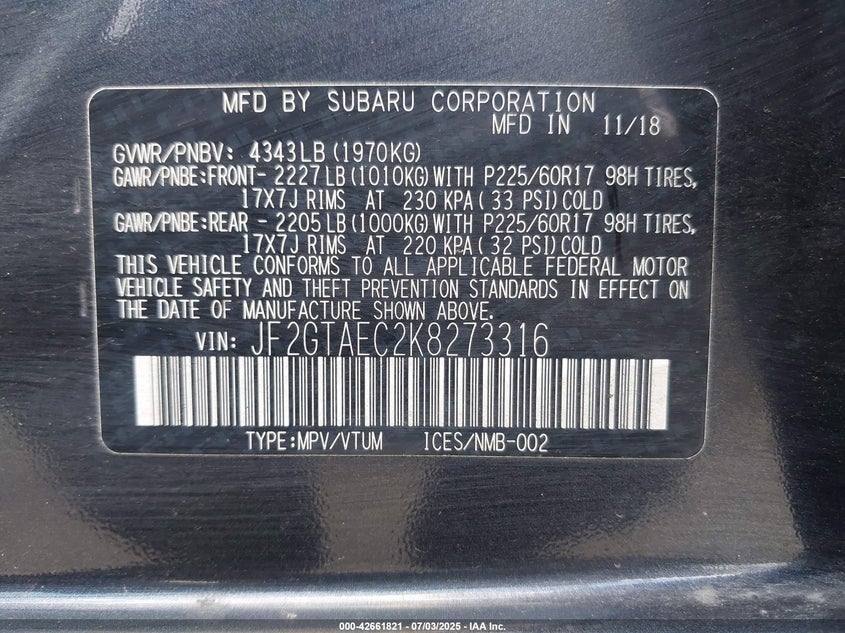 MFD BY SUBARU CORPORATION
MFD IN 11/18
GVWR/PNBV: 4343LB (1970KG)
GAWR/PNBE:FRONT- 2227LB (1010KG) WITH P225/60R17 98H TIRES,
17X7J RIMS AT 230 KPA ( 33 PSI) COLD
GAWR/PNBE:REAR - 2205LB (1000KG) WITH P225/60R17 98H TIRES,
17X7J RIMS AT 220 KPA ( 32 PSI) COLD
THIS VEHICLE CONFORMS TO ALL APPLICABLE FEDERAL MOTOR
VEHICLE SAFETY AND THEFT PREVENTION STANDARDS IN EFFECT ON
THE DATE OF MANUFACTURE SHOWN ABOVE.
VIN: JF2GTAEC2K8273316
TYPE:MPV/VTUM ICES/NMB-002
000-42661821 - 07/03/2025 - IAA Inc.